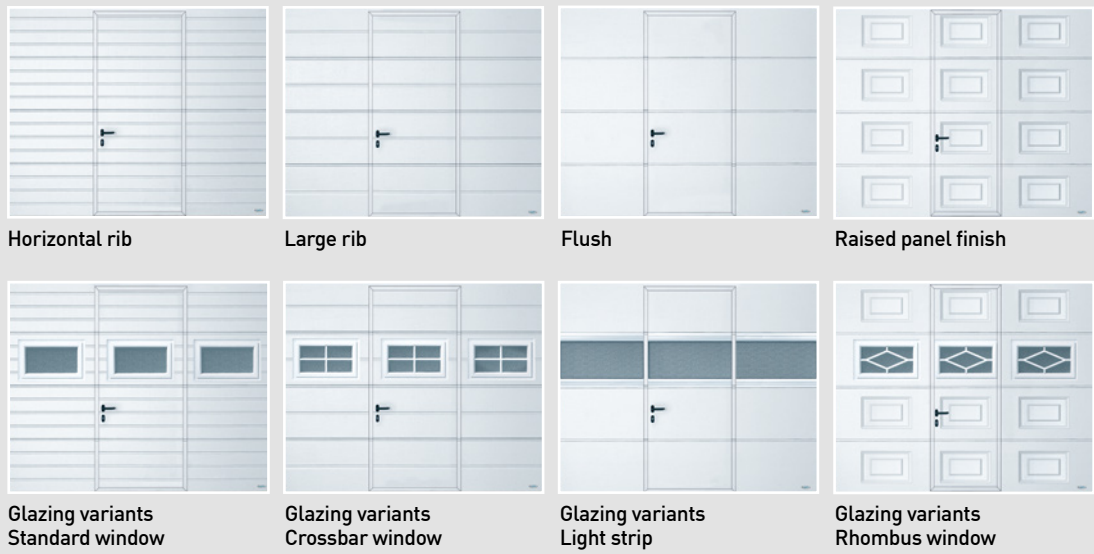 Horizontal rib
Large rib
Flush
Raised panel finish
Glazing variants
Standard window
Glazing variants
Crossbar window
Glazing variants
Light strip
Glazing variants
Rhombus window